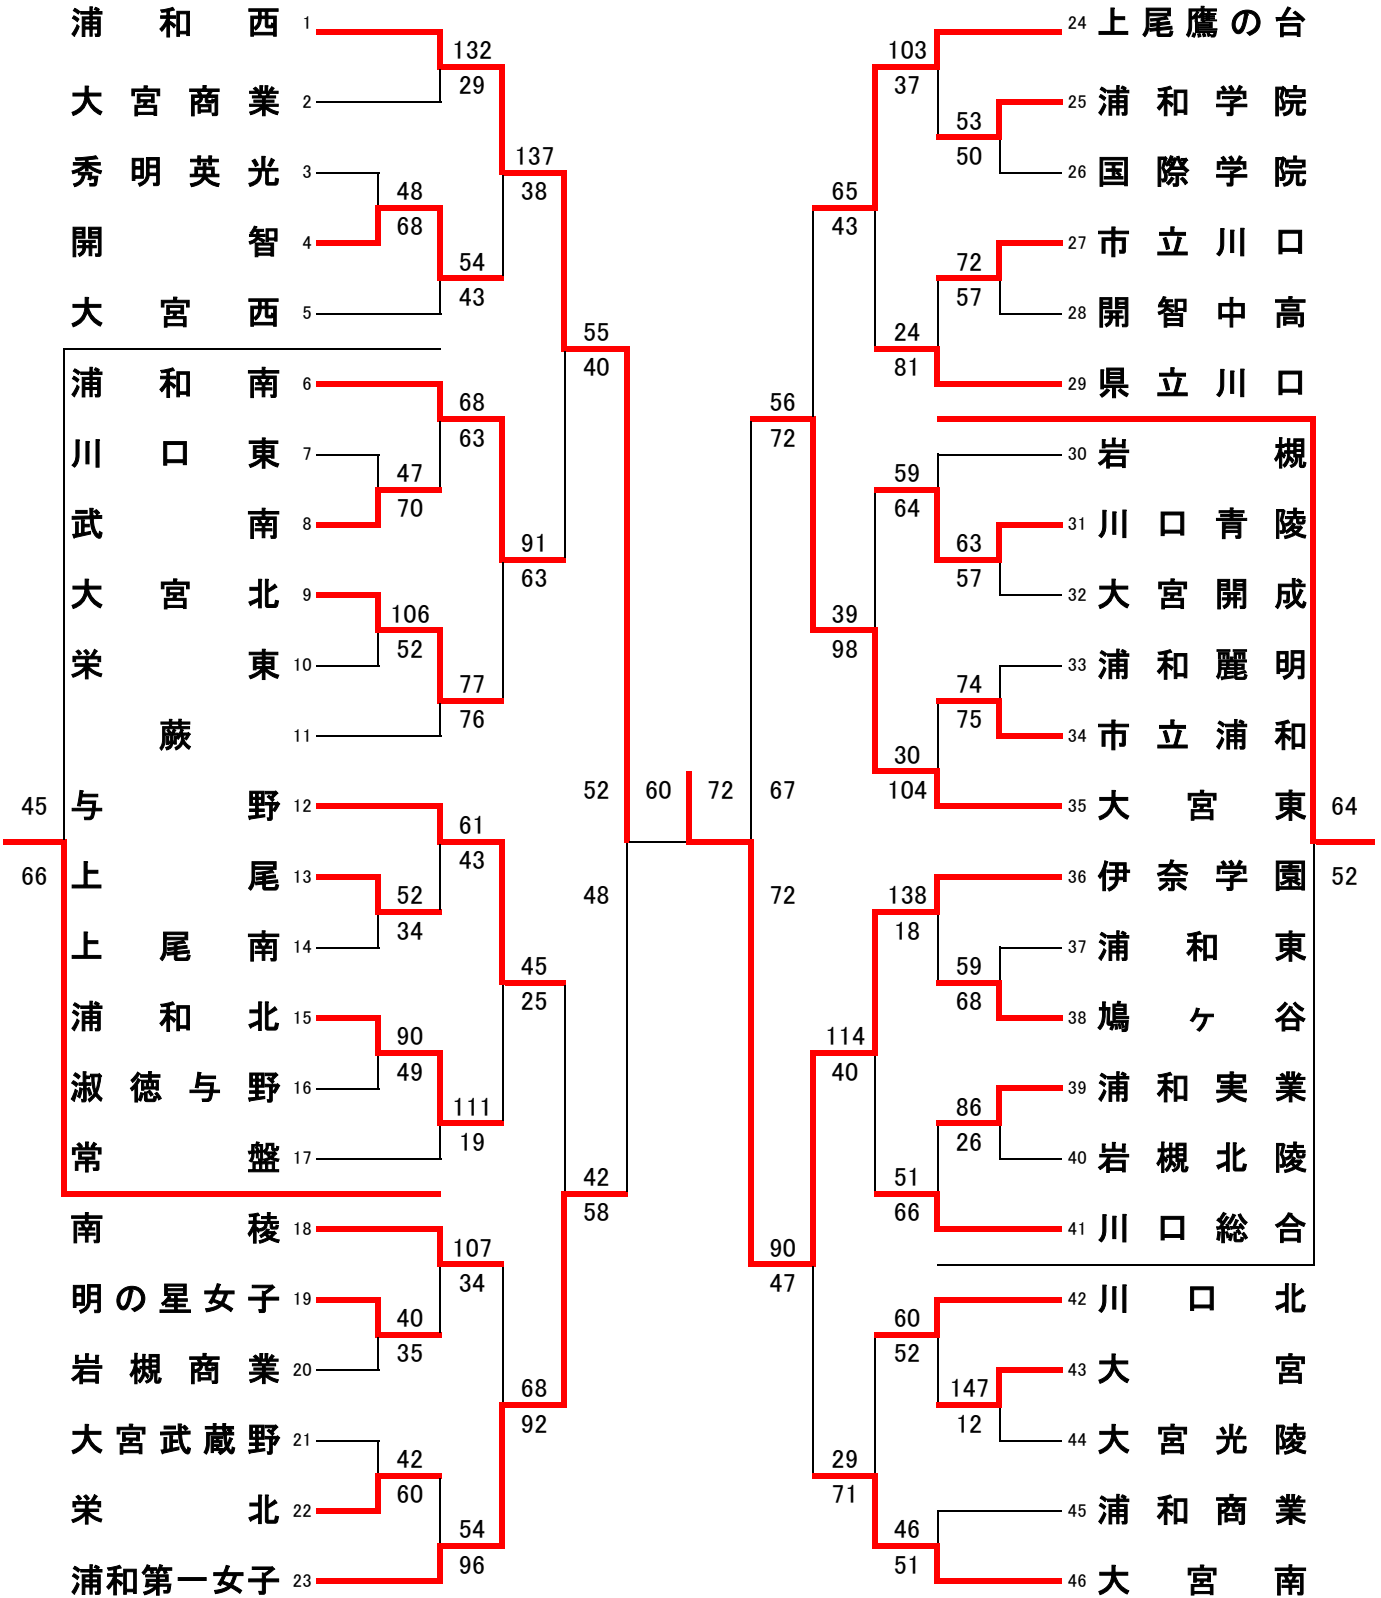 浦和西 1
132
29
大宮商業 2
137
38
秀明英光 3
48
68
開智 4
54
43
大宮西 5
55
40
浦和南 6
68
63
川口東 7
47
70
武南 8
91
63
大宮北 9
106
52
栄東 10
77
76
蕨 11
52
60
45
与野 12
61
43
66
上尾 13
52
34
48
上尾南 14
45
25
浦和北 15
90
49
淑徳与野 16
111
19
常盤 17
42
58
南稜 18
107
34
明の星女子 19
40
35
岩槻商業 20
68
92
大宮武蔵野 21
42
60
栄北 22
54
96
浦和第一女子 23
24 上尾鷹の台
103
37
25 浦和学院
53
50
26 国際学院
65
43
27 市立川口
72
57
28 開智中高
24
81
29 県立川口
56
72
30 岩槻
59
64
31 川口青陵
63
57
32 大宮開成
39
98
33 浦和麗明
74
75
34 市立浦和
30
104
72
67
35 大宮東
64
36 伊奈学園
52
138
18
72
37 浦和東
59
68
38 鳩ヶ谷
114
40
39 浦和実業
86
26
40 岩槻北陵
51
66
41 川口総合
90
47
42 川口北
60
52
43 大宮
147
12
44 大宮光陵
29
71
45 浦和商業
46
51
46 大宮南